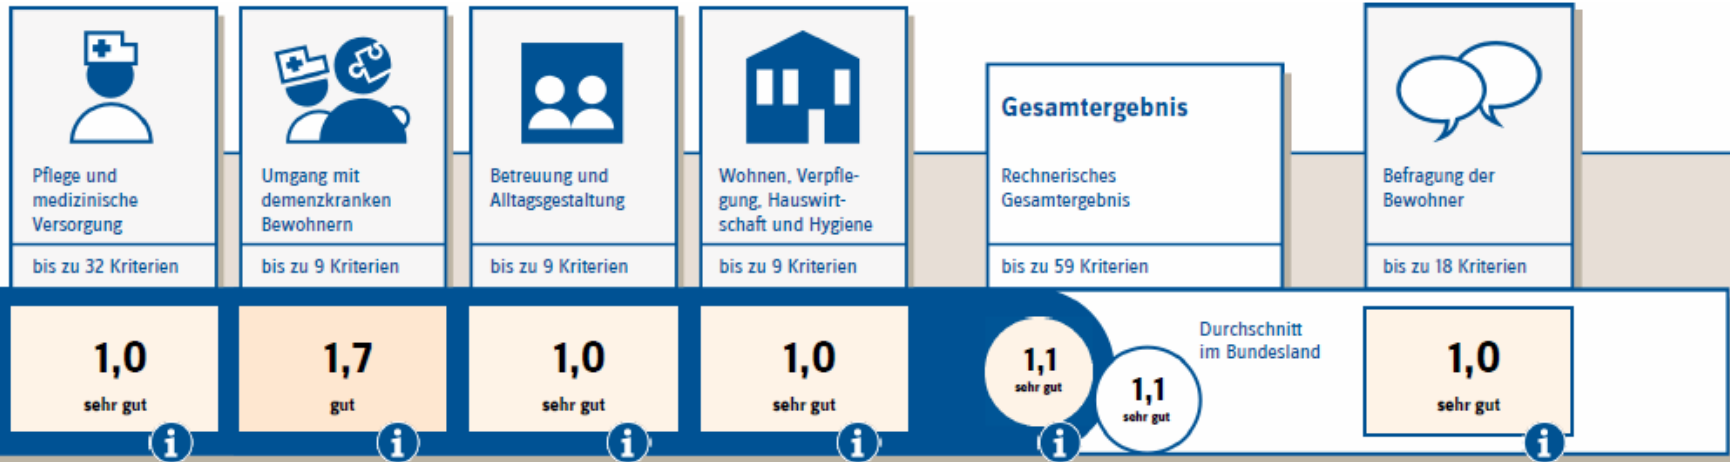 Pflege und
medizinische
Versorgung
bis zu 32 Kriterien
1,0
sehr gut
Umgang mit
demenzkranken
Bewohnern
bis zu 9 Kriterien
1,7
gut
Betreuung und
Alltagsgestaltung
bis zu 9 Kriterien
1,0
sehr gut
Wohnen, Verpfle-
gung, Hauswirt-
schaft und Hygiene
bis zu 9 Kriterien
1,0
sehr gut
Gesamtergebnis
Rechnerisches
Gesamtergebnis
bis zu 59 Kriterien
1,1
sehr gut
Durchschnitt
im Bundesland
1,1
sehr gut
Befragung der
Bewohner
bis zu 18 Kriterien
1,0
sehr gut